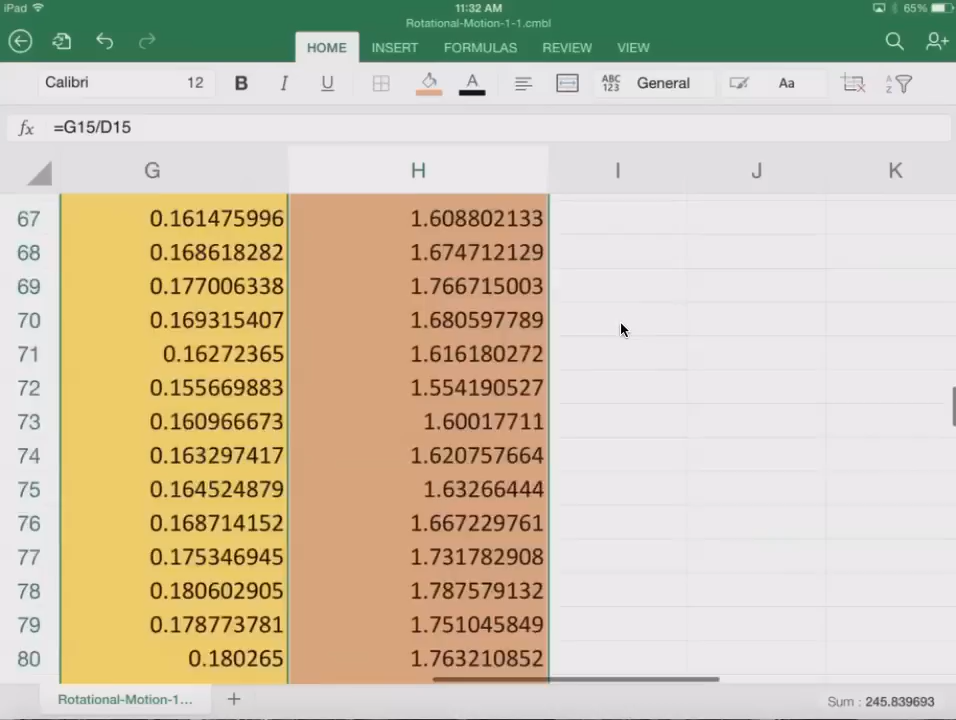 iPad 11:32 AM 65%
Rotational-Motion-1-1.cmbl
HOME INSERT FORMULAS REVIEW VIEW
Calibri 12 B I U A ABC 123 General Aa A Z
fx =G15/D15
G H I J K
67 0.161475996 1.608802133
68 0.168618282 1.674712129
69 0.177006338 1.766715003
70 0.169315407 1.680597789
71 0.16272365 1.616180272
72 0.155669883 1.554190527
73 0.160966673 1.60017711
74 0.163297417 1.620757664
75 0.164524879 1.63266444
76 0.168714152 1.667229761
77 0.175346945 1.731782908
78 0.180602905 1.787579132
79 0.178773781 1.751045849
80 0.180265 1.763210852
Rotational-Motion-1... + Sum : 245.839693